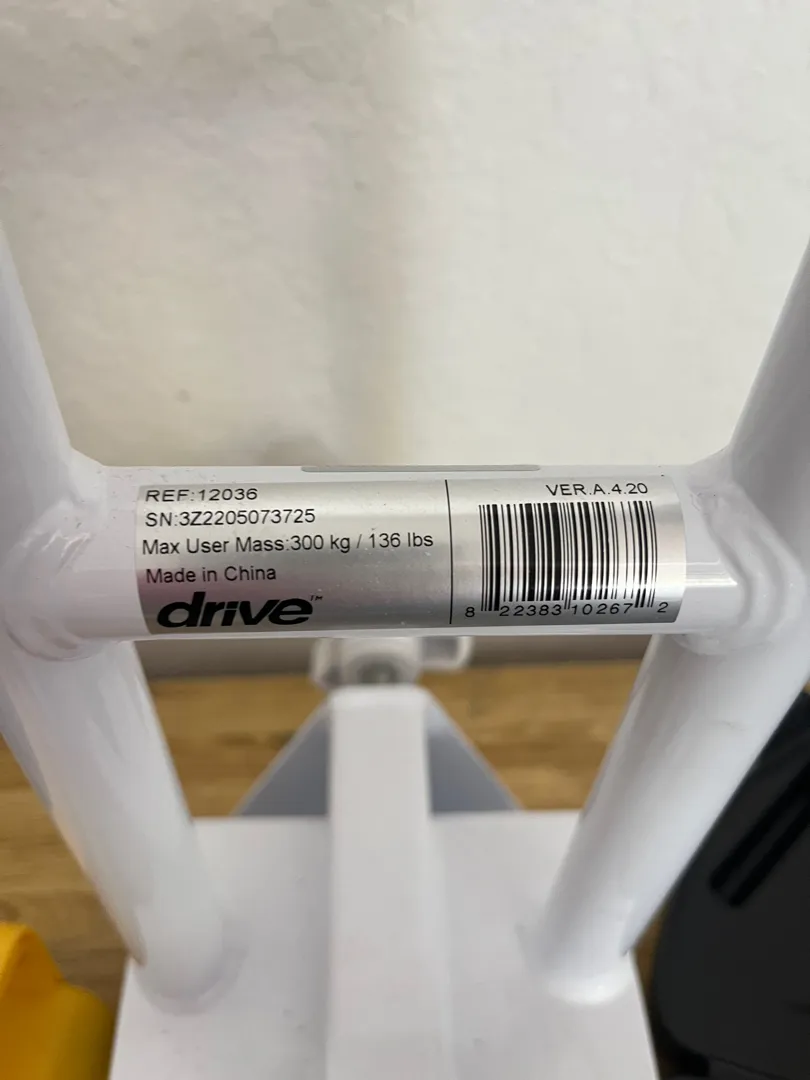 REF:12036
SN:3Z2205073725
Max User Mass:300 kg / 136 lbs
Made in China
drive™
VER.A.4.20
8 22383 10267 2